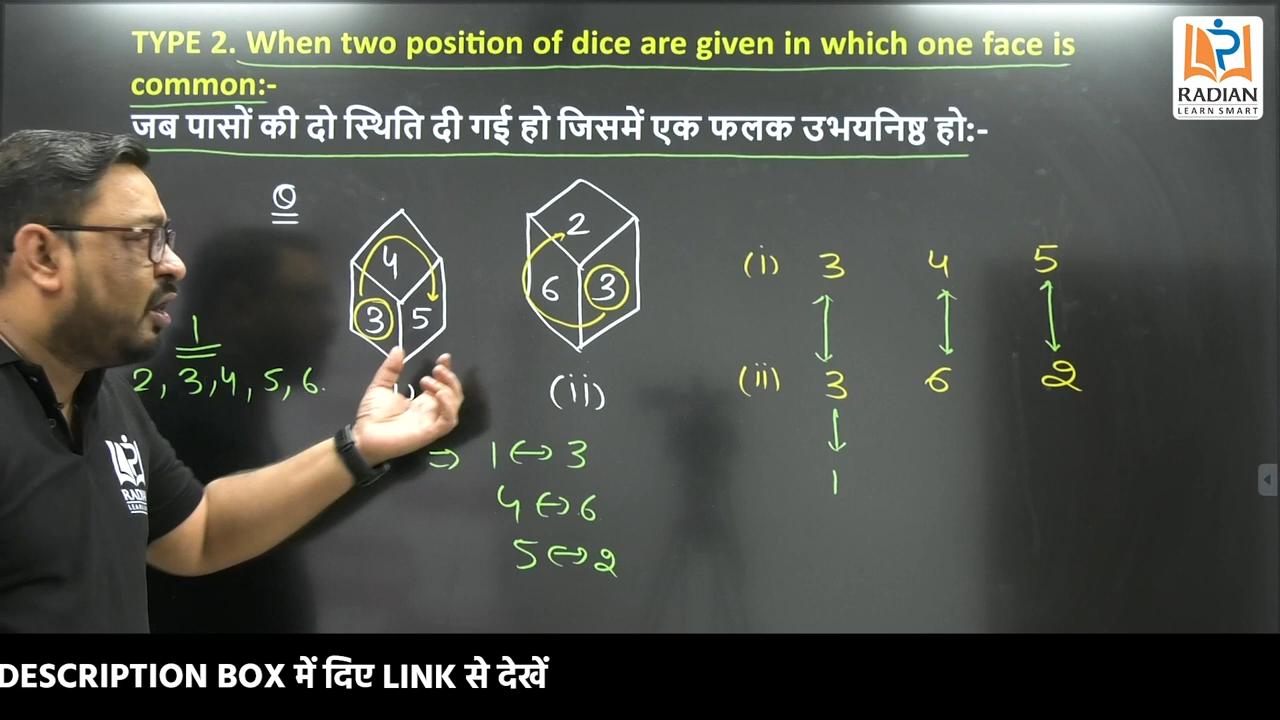 TYPE 2. When two position of dice are given in which one face is
common:-
जब पासों की दो स्थिति दी गई हो जिसमें एक फलक उभयनिष्ठ हो:-
RADIAN
LEARN SMART
Q
4
3 5
2
6 3
(ii)
1
2, 3, 4, 5, 6.
⇒ 1 ↔ 3
4 ↔ 6
5 ↔ 2
(i) 3 4 5
(ii) 3 6 2
1
DESCRIPTION BOX में दिए LINK से देखें